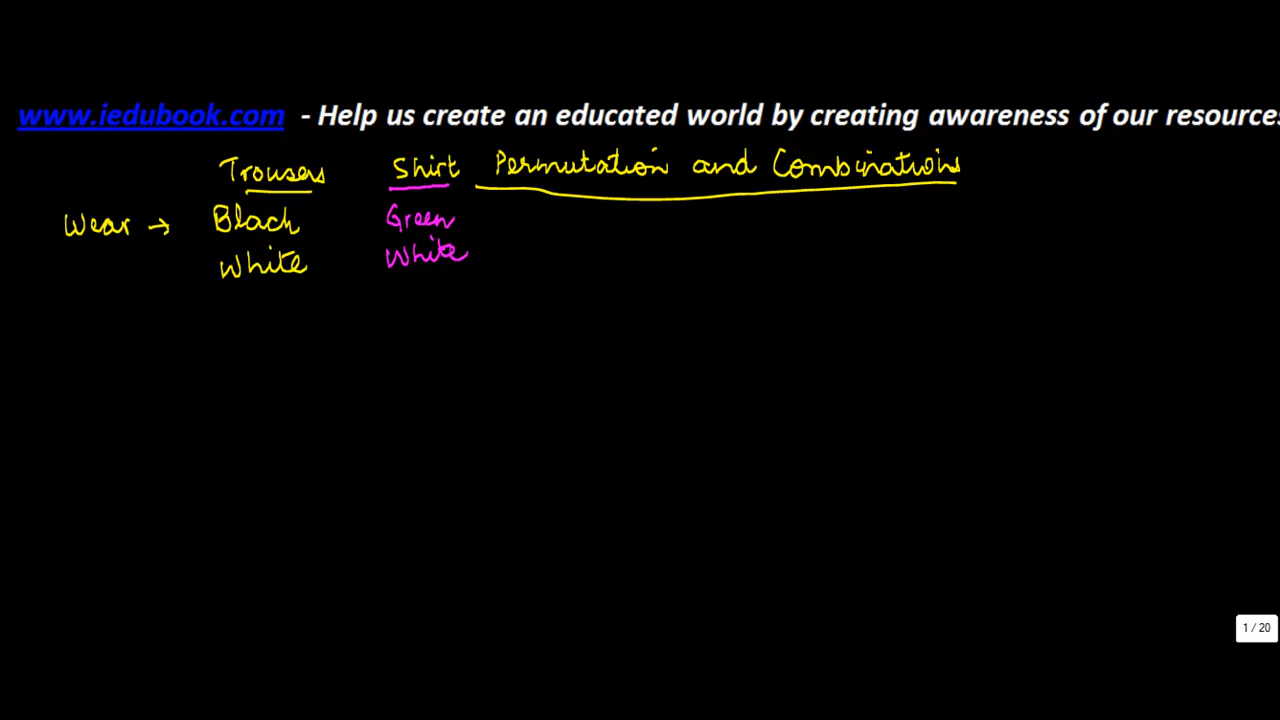 www.iedubook.com - Help us create an educated world by creating awareness of our resources
Trousers Shirt Permutation and Combinations
Wear → Black Green
White White
1 / 20